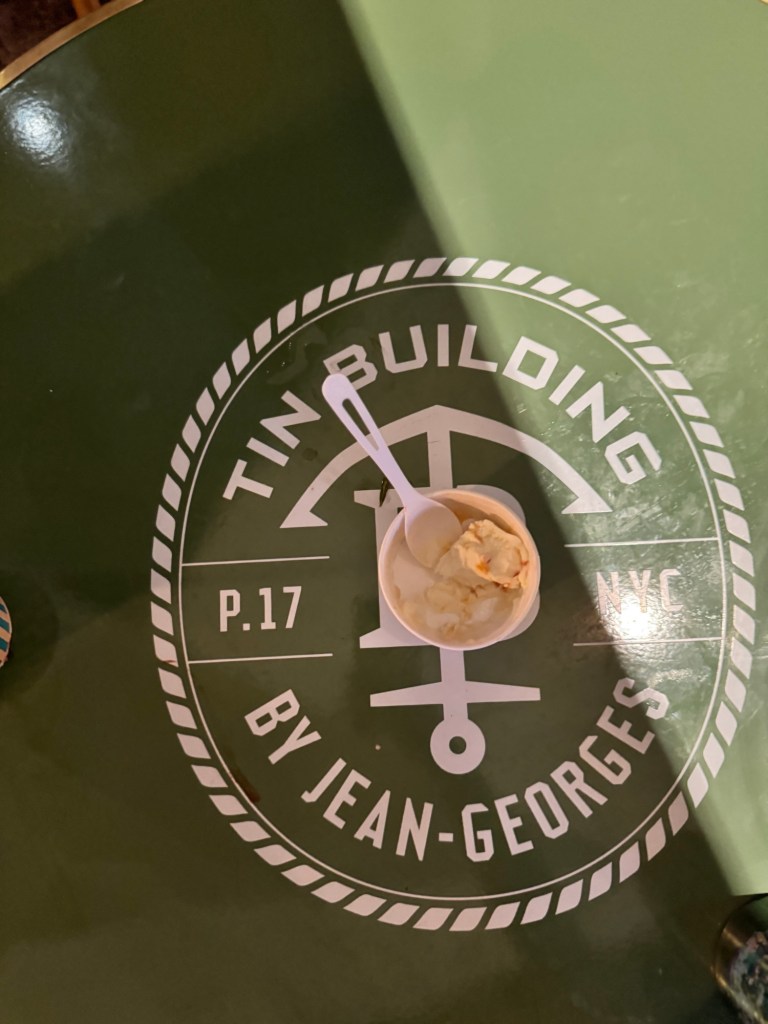 TIN BUILDING
P.17 NYC
BY JEAN-GEORGES